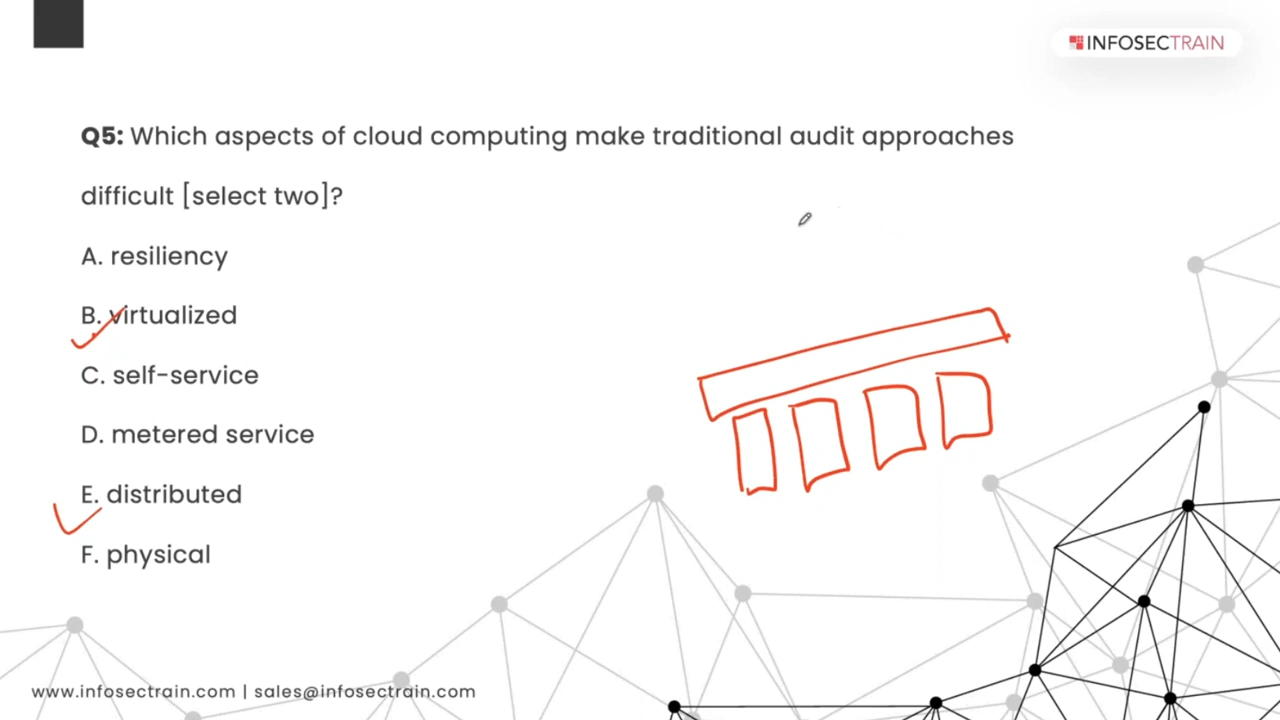 INFOSECTRAIN
Q5: Which aspects of cloud computing make traditional audit approaches
difficult [select two]?
A. resiliency
B. virtualized
C. self-service
D. metered service
E. distributed
F. physical
www.infosectrain.com | sales@infosectrain.com